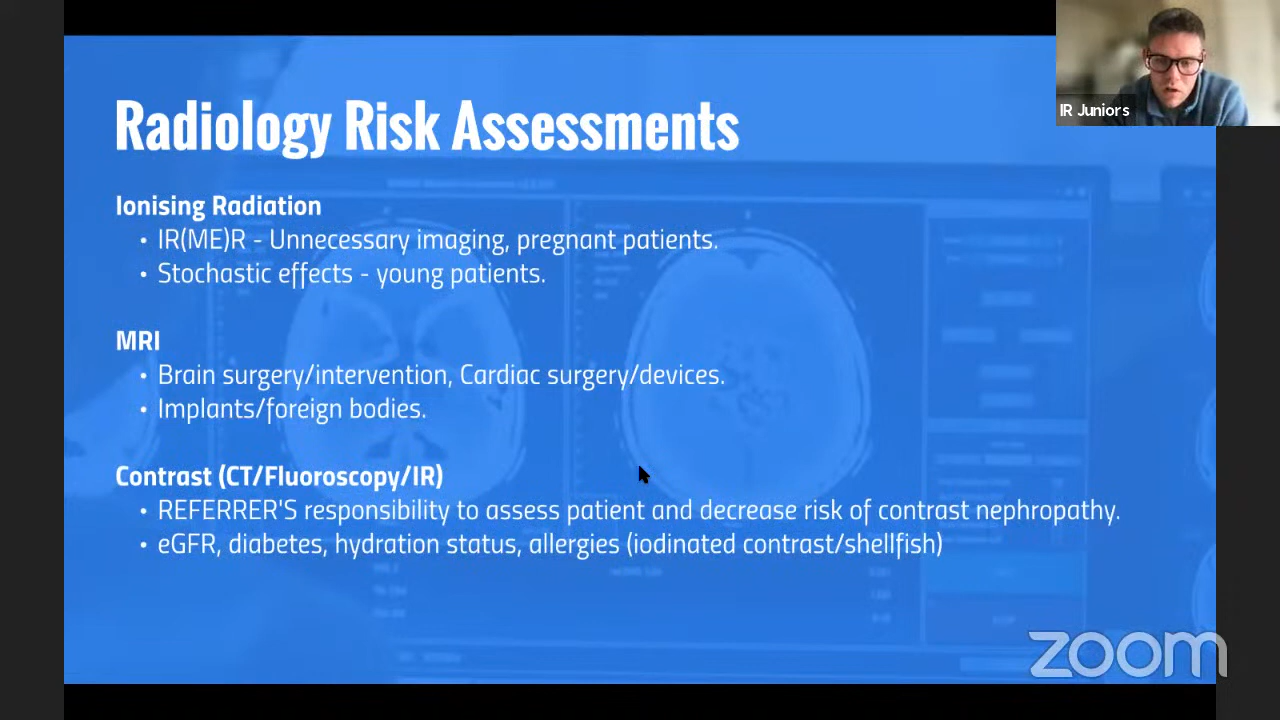 Radiology Risk Assessments
IR Juniors
Ionising Radiation
• IR(ME)R - Unnecessary imaging, pregnant patients.
• Stochastic effects - young patients.
MRI
• Brain surgery/intervention, Cardiac surgery/devices.
• Implants/foreign bodies.
Contrast (CT/Fluoroscopy/IR)
• REFERRER'S responsibility to assess patient and decrease risk of contrast nephropathy.
• eGFR, diabetes, hydration status, allergies (iodinated contrast/shellfish)
zoom